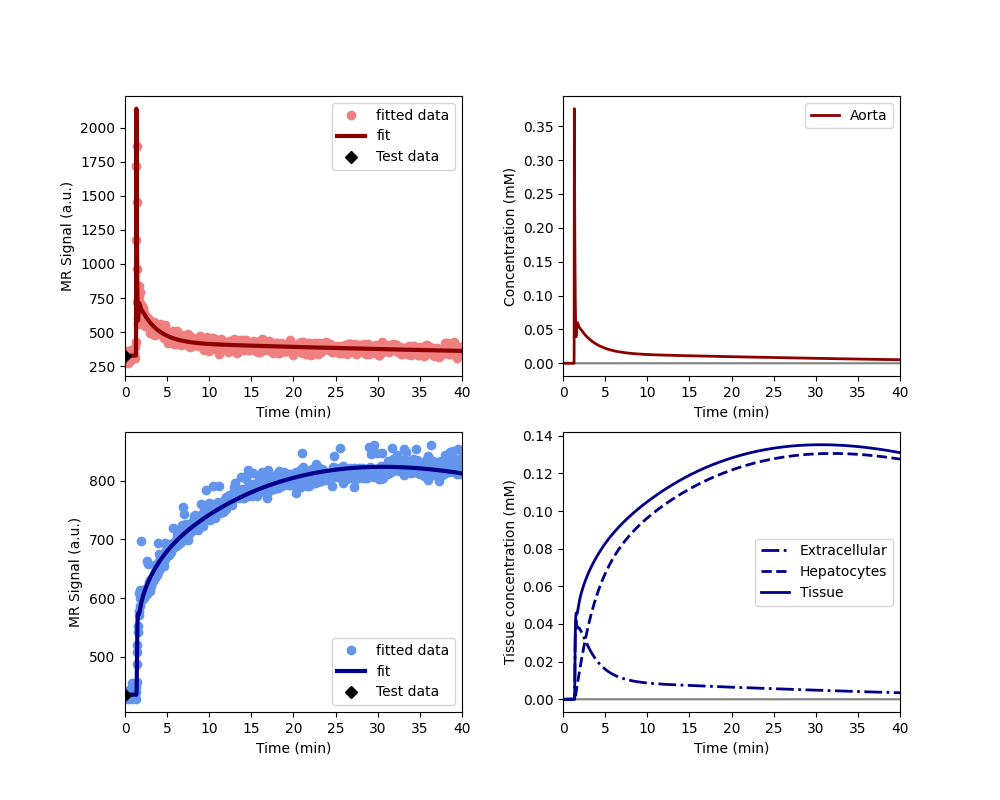 MR Signal (a.u.)
2000
1750
1500
1250
1000
750
500
250
0 5 10 15 20 25 30 35 40
Time (min)
fitted data
fit
Test data
Concentration (mM)
0.35
0.30
0.25
0.20
0.15
0.10
0.05
0.00
0 5 10 15 20 25 30 35 40
Time (min)
Aorta
MR Signal (a.u.)
800
700
600
500
0 5 10 15 20 25 30 35 40
Time (min)
fitted data
fit
Test data
Tissue concentration (mM)
0.14
0.12
0.10
0.08
0.06
0.04
0.02
0.00
0 5 10 15 20 25 30 35 40
Time (min)
Extracellular
Hepatocytes
Tissue